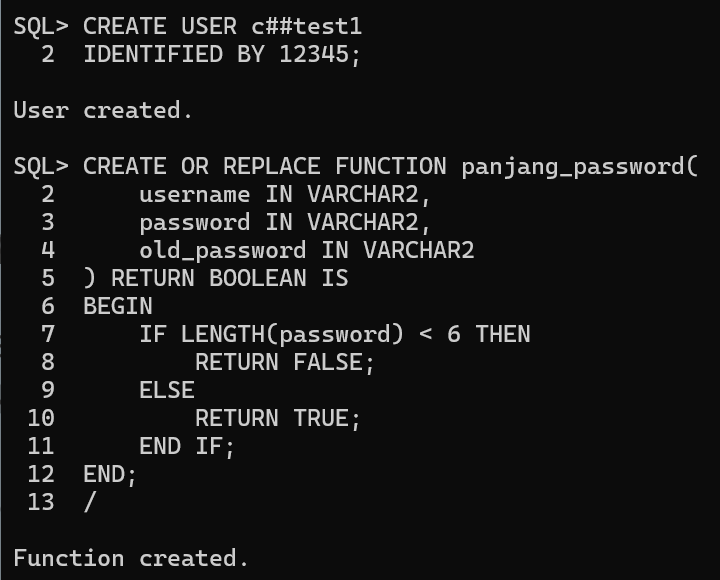 SQL> CREATE USER c##test1
  2  IDENTIFIED BY 12345;

User created.

SQL> CREATE OR REPLACE FUNCTION panjang_password(
  2      username IN VARCHAR2,
  3      password IN VARCHAR2,
  4      old_password IN VARCHAR2
  5  ) RETURN BOOLEAN IS
  6  BEGIN
  7      IF LENGTH(password) < 6 THEN
  8          RETURN FALSE;
  9      ELSE
 10          RETURN TRUE;
 11      END IF;
 12  END;
 13  /

Function created.